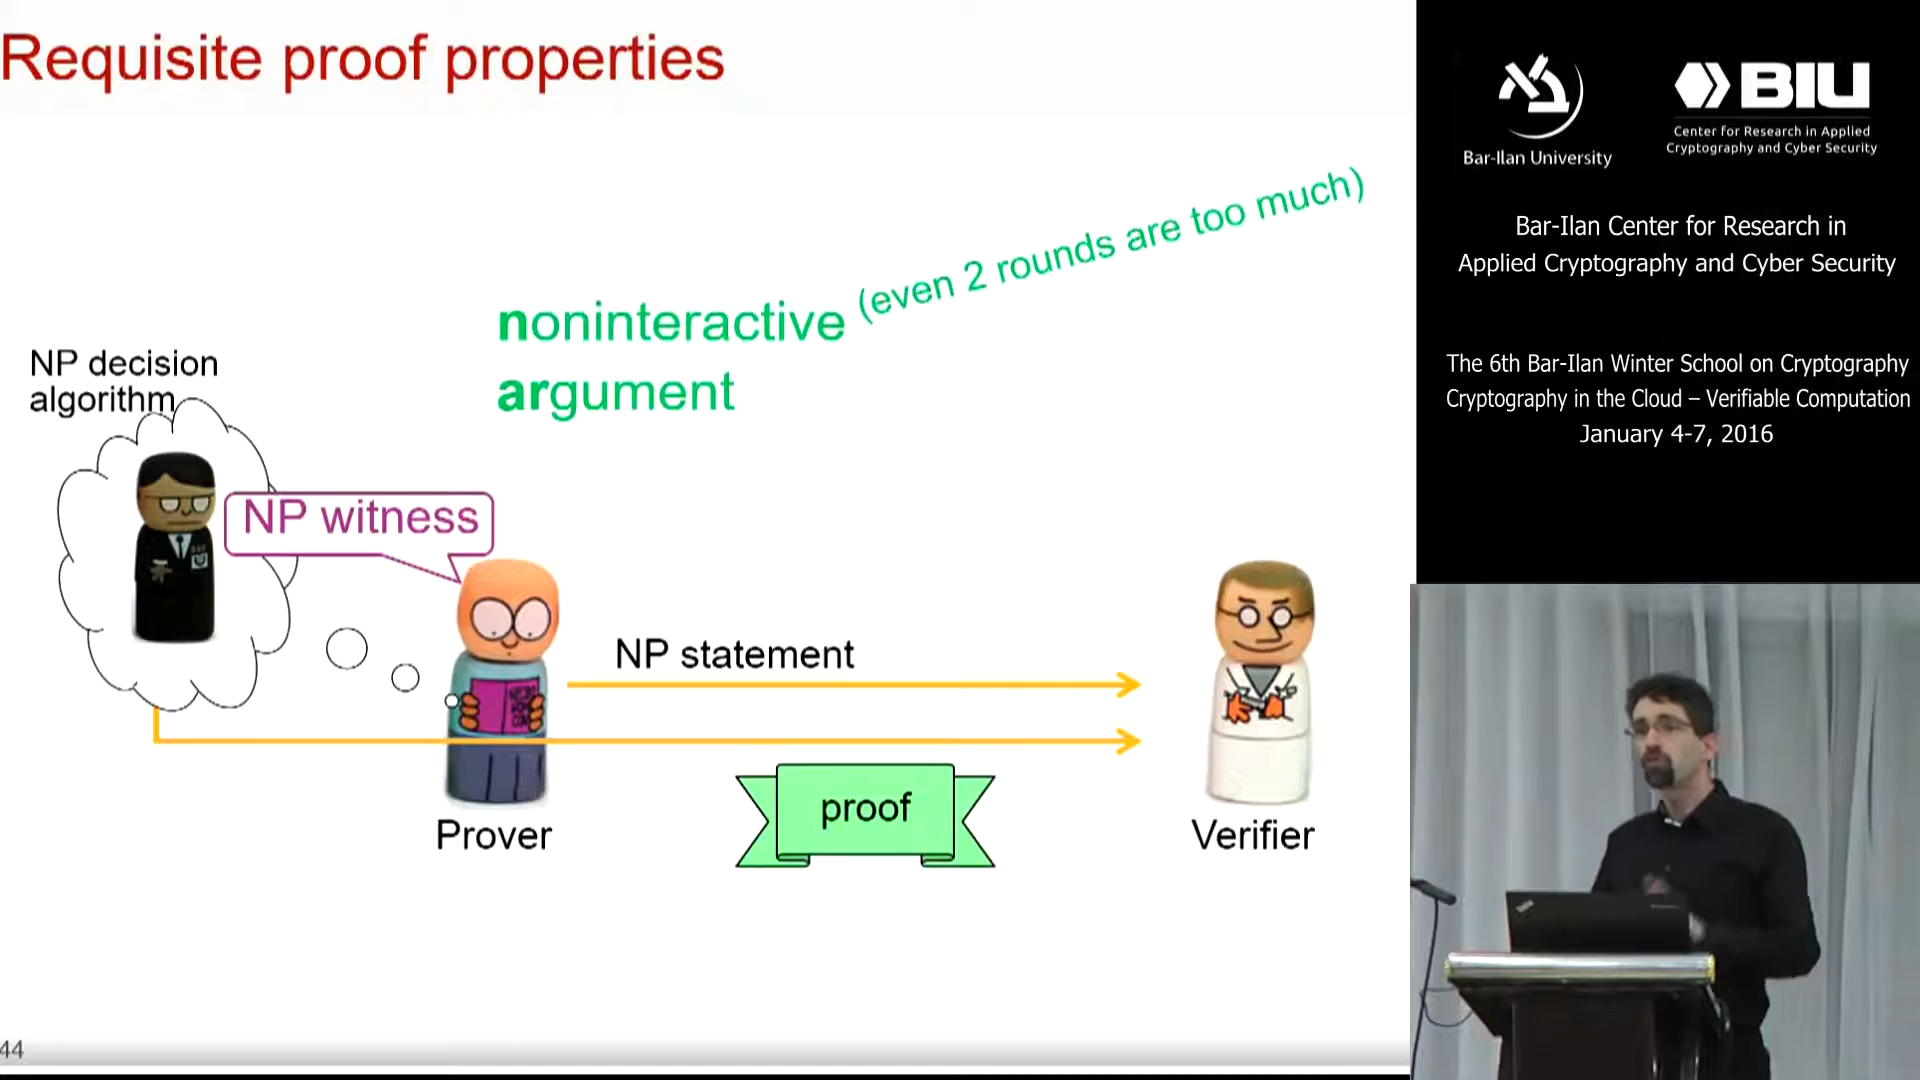 Requisite proof properties
noninteractive (even 2 rounds are too much)
argument
NP decision
algorithm
NP witness
NP statement
proof
Prover
Verifier
44
Bar-Ilan University
BIU
Center for Research in Applied
Cryptography and Cyber Security
Bar-Ilan Center for Research in
Applied Cryptography and Cyber Security
The 6th Bar-Ilan Winter School on Cryptography
Cryptography in the Cloud – Verifiable Computation
January 4-7, 2016